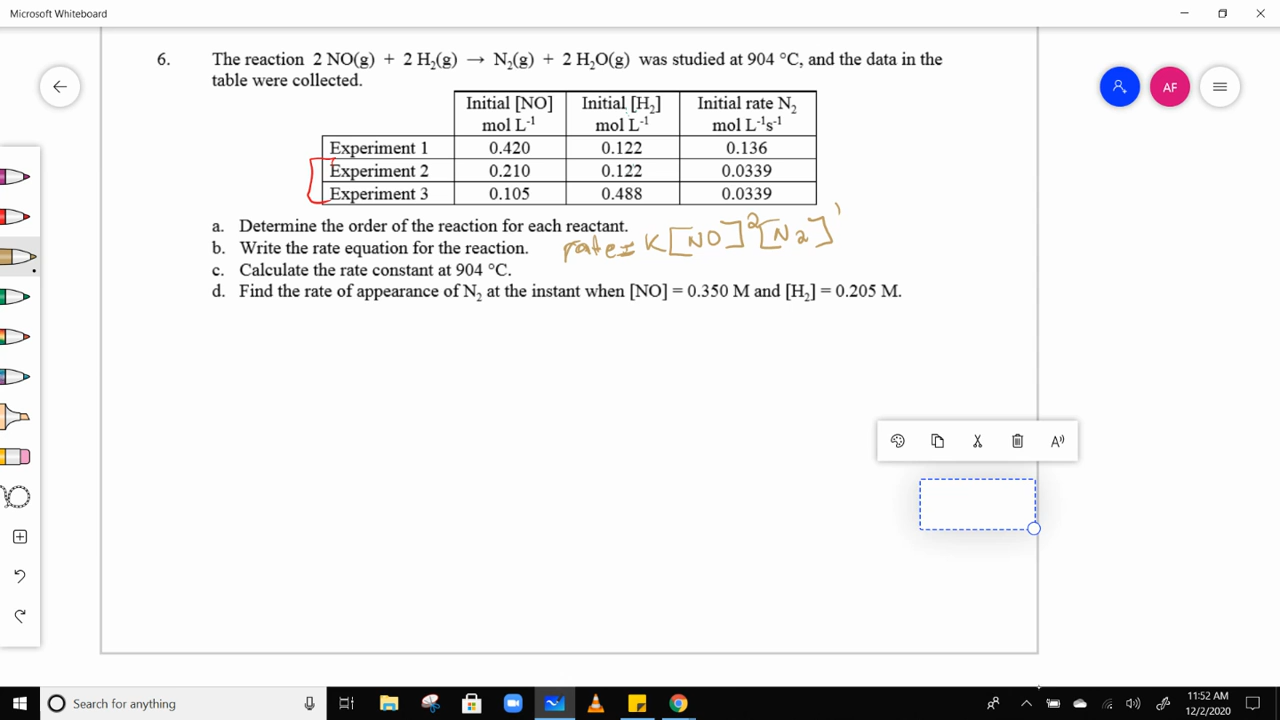 Microsoft Whiteboard
6. The reaction 2 NO(g) + 2 H₂(g) → N₂(g) + 2 H₂O(g) was studied at 904 °C, and the data in the
table were collected.
Initial [NO] Initial [H₂] Initial rate N₂
mol L⁻¹ mol L⁻¹ mol L⁻¹s⁻¹
Experiment 1 0.420 0.122 0.136
Experiment 2 0.210 0.122 0.0339
Experiment 3 0.105 0.488 0.0339
a. Determine the order of the reaction for each reactant.
b. Write the rate equation for the reaction.
rate = K[NO]²[N₂]¹
c. Calculate the rate constant at 904 °C.
d. Find the rate of appearance of N₂ at the instant when [NO] = 0.350 M and [H₂] = 0.205 M.
AF
Search for anything
11:52 AM
12/2/2020